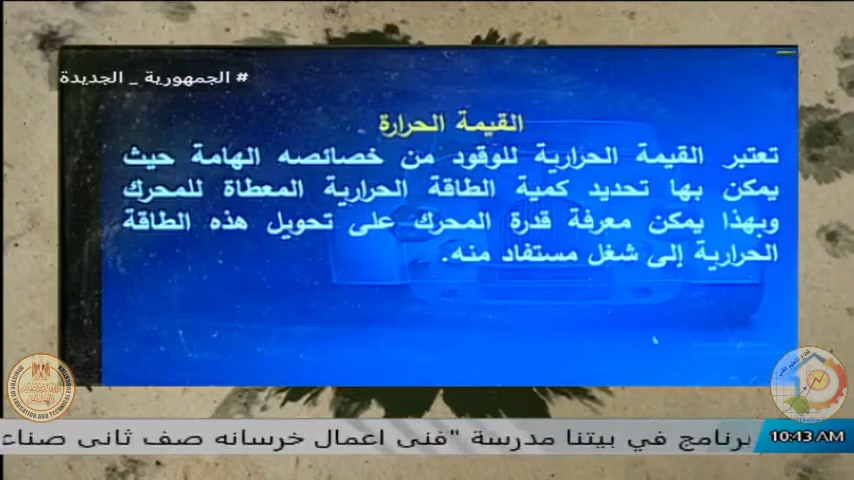 # الجمهورية _ الجديدة
القيمة الحرارة
تعتبر القيمة الحرارية للوقود من خصائصه الهامة حيث
يمكن بها تحديد كمية الطاقة الحرارية المعطاة للمحرك
وبهذا يمكن معرفة قدرة المحرك على تحويل هذه الطاقة
الحرارية إلى شغل مستفاد منه.
برنامج في بيتنا مدرسة "فنى اعمال خرسانه صف ثانى صناع
10:43 AM